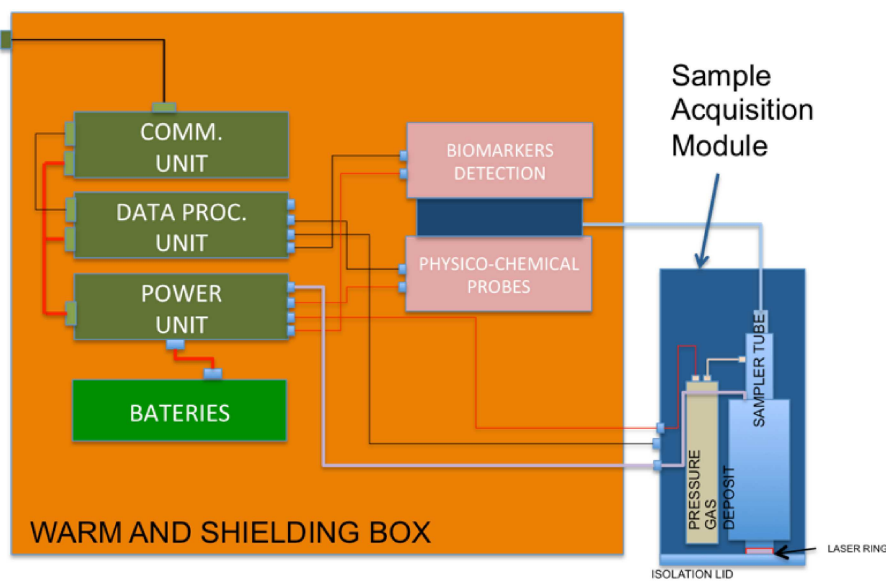 Sample
Acquisition
Module
COMM.
UNIT
BIOMARKERS
DETECTION
DATA PROC.
UNIT
PHYSICO-CHEMICAL
PROBES
POWER
UNIT
BATERIES
SAMPLER TUBE
PRESSURE
GAS
DEPOSIT
WARM AND SHIELDING BOX
LASER RING
ISOLATION LID